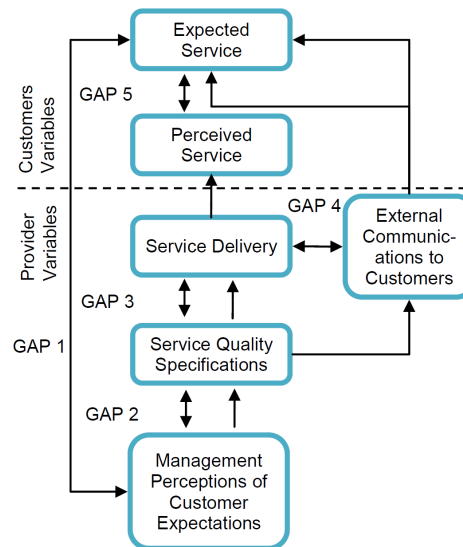 Expected
Service
GAP 5
Customers
Variables
Perceived
Service
GAP 4
Provider
Variables
Service Delivery
External
Communic-
ations to
Customers
GAP 3
GAP 1
Service Quality
Specifications
GAP 2
Management
Perceptions of
Customer
Expectations